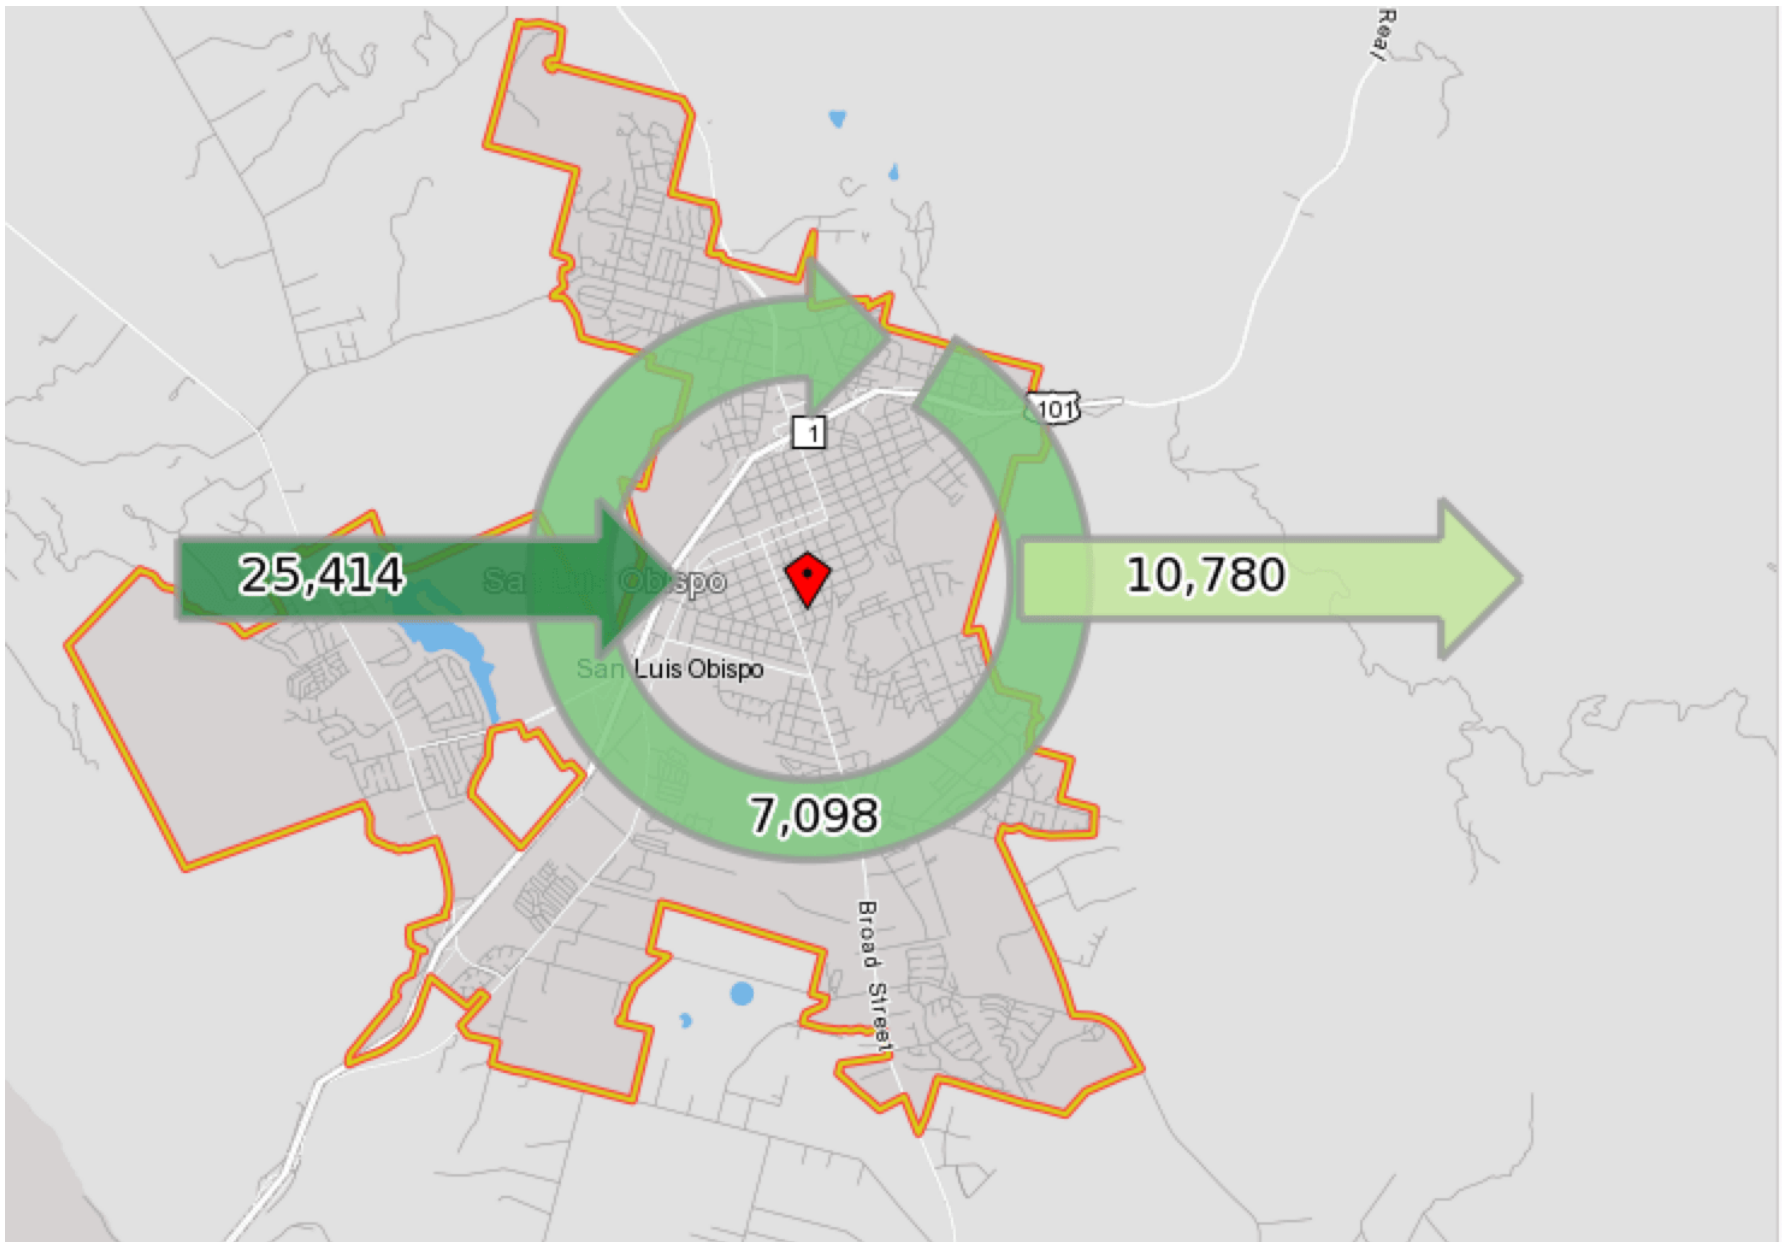 Real
1
101
25,414
San Luis Obispo
10,780
San Luis Obispo
7,098
Broad Street